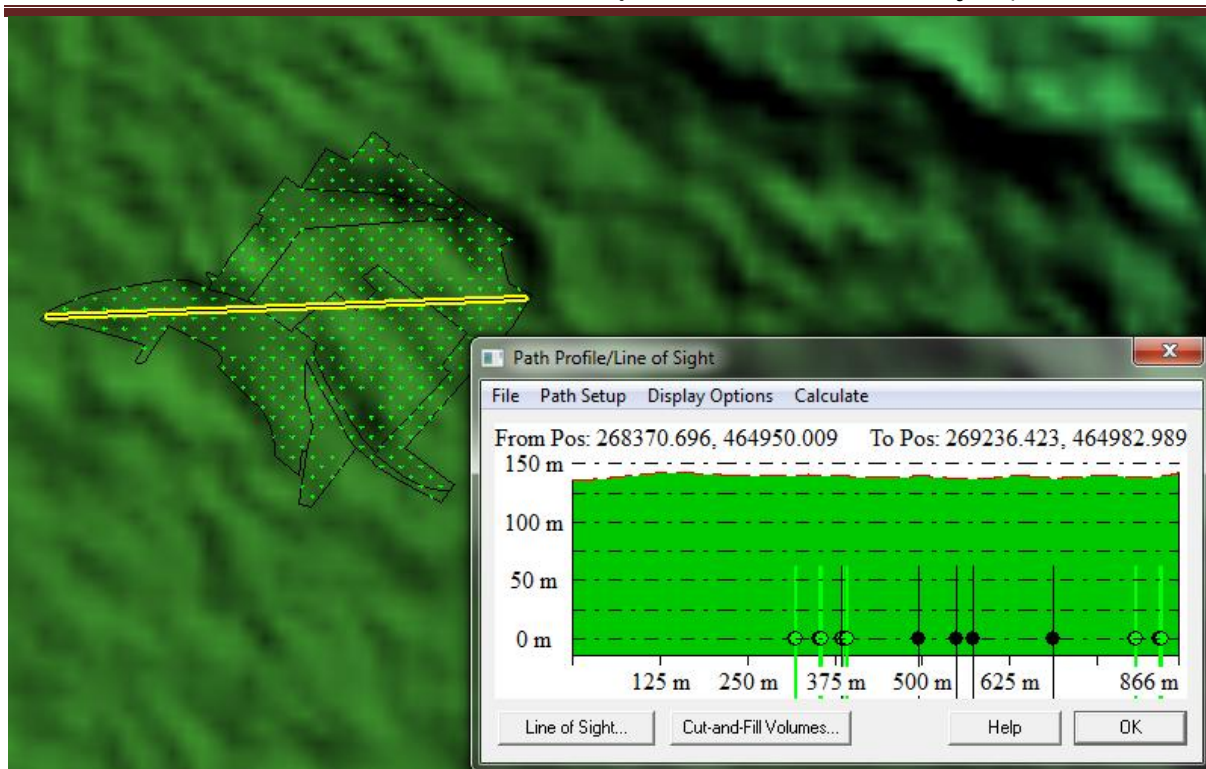 Path Profile/Line of Sight
File Path Setup Display Options Calculate
From Pos: 268370.696, 464950.009 To Pos: 269236.423, 464982.989
150 m
100 m
50 m
0 m
125 m 250 m 375 m 500 m 625 m 866 m
Line of Sight... Cut-and-Fill Volumes... Help OK